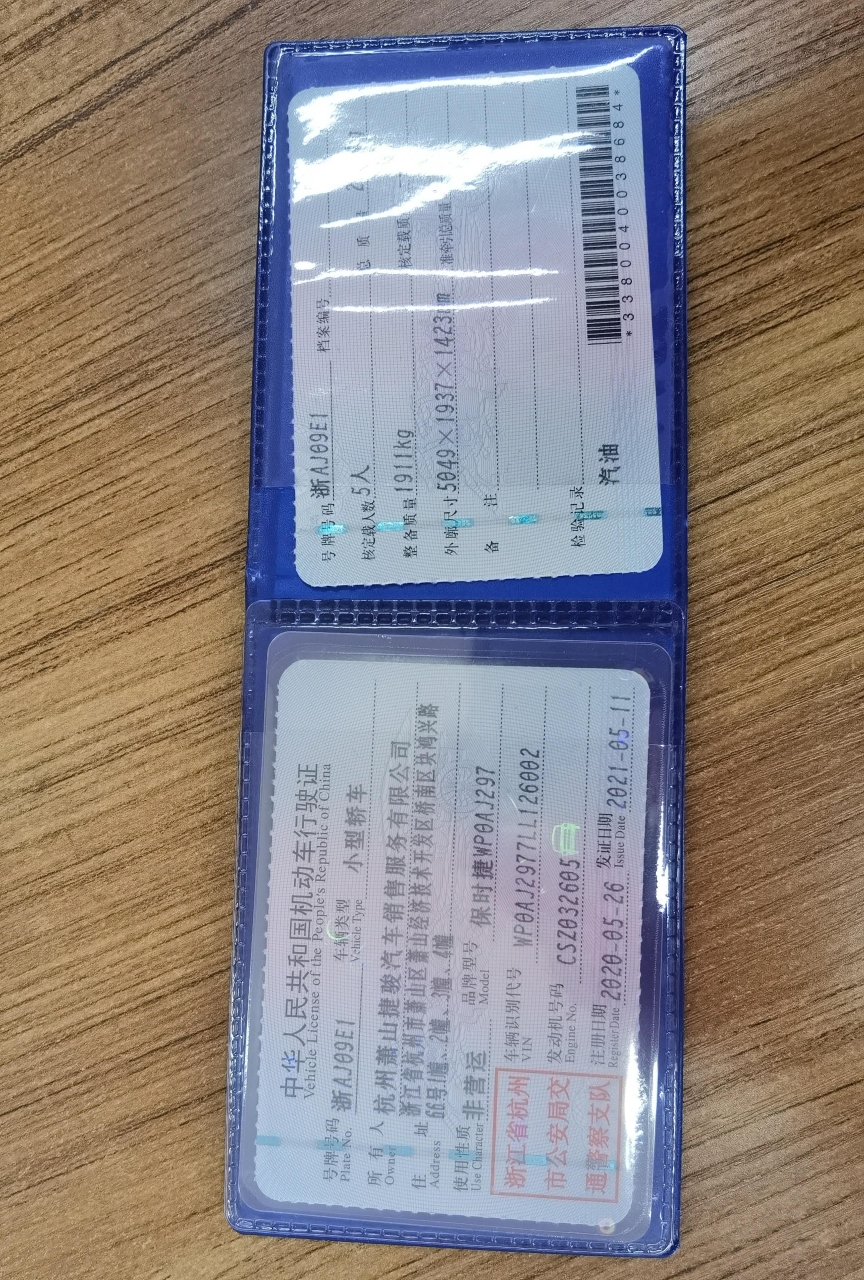 中华人民共和国机动车行驶证
Vehicle License of the People's Republic of China
号牌号码 浙AJ09E1 车辆类型 小型轿车
Plate No. Vehicle Type
所有人 杭州萧山捷骏汽车销售服务有限公司
Owner
住址 浙江省杭州市萧山区萧山经济技术开发区桥南区块鸿兴路
Address 66号1幢、2幢、3幢、4幢
使用性质 非营运 品牌型号 保时捷WP0AJ297
Use Character Model
浙江省杭州
市公安局交
通警察支队
车辆识别代号 WP0AJ2977LL126002
VIN
发动机号码 CSZ032605
Engine No.
注册日期 2020-05-26 发证日期 2021-05-11
Register Date Issue Date
号牌号码 浙AJ09E1 档案编号
核定载人数 5人 总质量
整备质量 1911kg 核定载质
外廓尺寸 5049×1937×1423mm 准牵引总质量
备注
检验记录
汽油
*3380040038684*